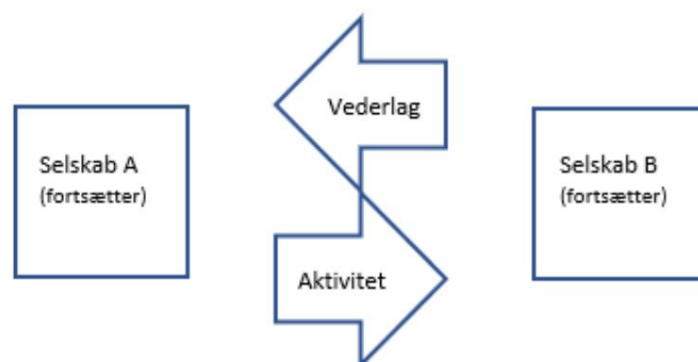 Vederlag
Selskab A
(fortsætter)
Selskab B
(fortsætter)
Aktivitet